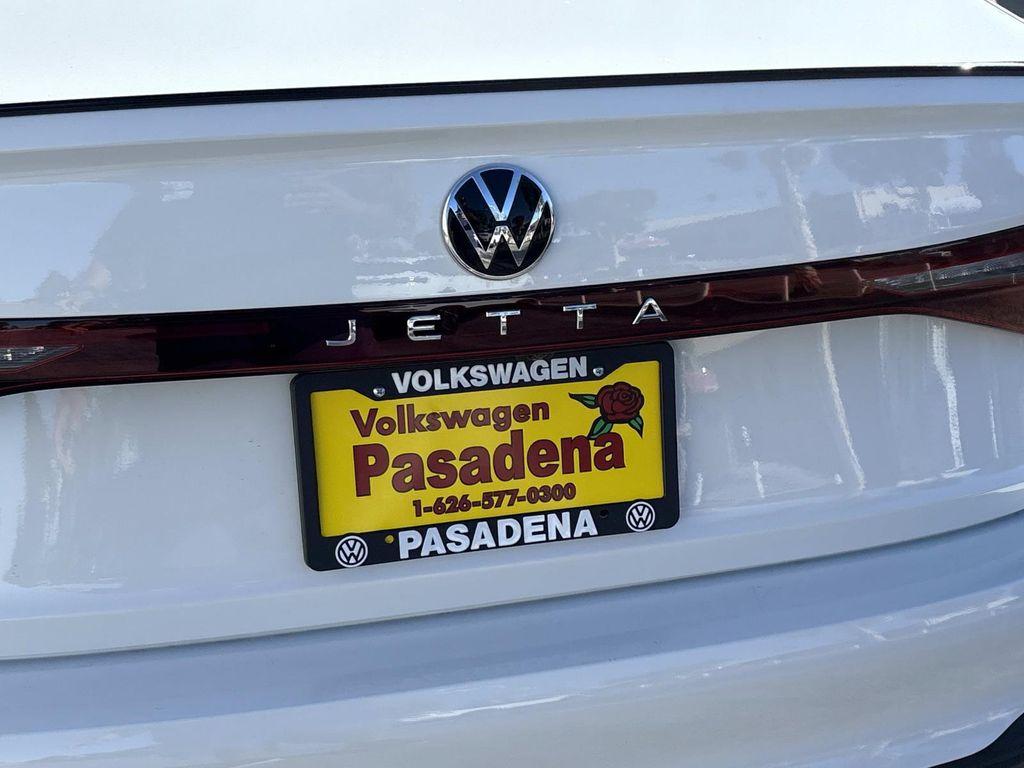 JETTA
VOLKSWAGEN
Volkswagen
Pasadena
1-626-577-0300
PASADENA